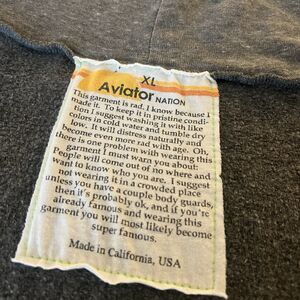 XL
Aviator NATION
This garment is rad. I know because I
made it. To keep it in pristine condi-
tion I suggest washing it with like
colors in cold water and tumble dry
low. It will distress naturally and
become even more rad with age. Oh,
there is one problem with wearing this
garment, I must warn you about:
People will come out of no where and
want to know who you are. I suggest
not wearing it in a crowded place
unless you have a couple body guards,
then it's probably ok, and if you're
already famous and wearing this
garment you will most likely become
super famous.
Made in California, USA